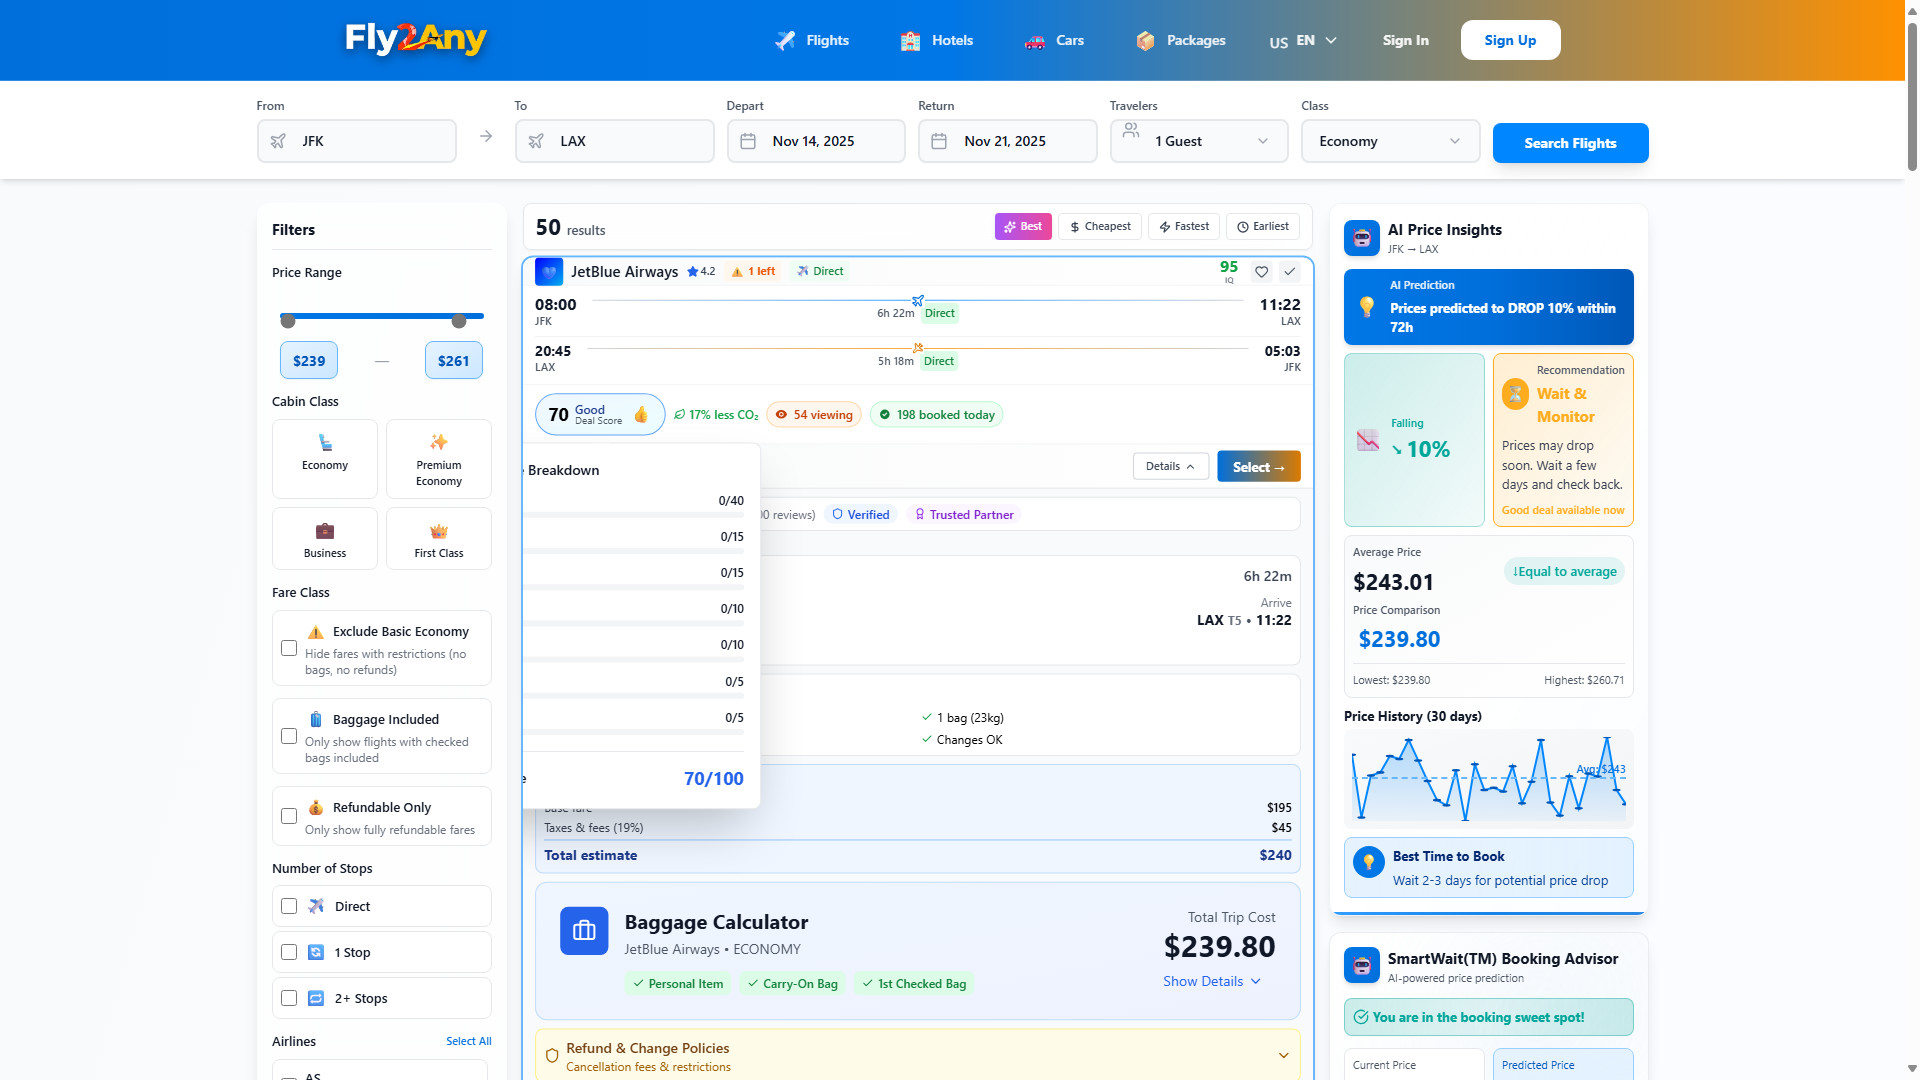 Fly2Any
Flights
Hotels
Cars
Packages
US EN
Sign In
Sign Up
From
JFK
To
LAX
Depart
Nov 14, 2025
Return
Nov 21, 2025
Travelers
1 Guest
Class
Economy
Search Flights
Filters
Price Range
$239
—
$261
Cabin Class
Economy
Premium
Economy
Business
First Class
Fare Class
Exclude Basic Economy
Hide fares with restrictions (no
bags, no refunds)
Baggage Included
Only show flights with checked
bags included
Refundable Only
Only show fully refundable fares
Number of Stops
Direct
1 Stop
2+ Stops
Airlines
Select All
AS
50 results
Best
Cheapest
Fastest
Earliest
JetBlue Airways
4.2
1 left
Direct
95
IQ
08:00
JFK
6h 22m Direct
11:22
LAX
20:45
LAX
5h 18m Direct
05:03
JFK
70 Good
Deal Score
17% less CO₂
54 viewing
198 booked today
Details
Select →
Breakdown
0/40
0/15
0/15
0/10
0/10
0/5
0/5
70/100
reviews)
Verified
Trusted Partner
6h 22m
Arrive
LAX T5 • 11:22
1 bag (23kg)
Changes OK
$195
Taxes & fees (19%)
$45
Total estimate
$240
Baggage Calculator
JetBlue Airways • ECONOMY
Personal Item
Carry-On Bag
1st Checked Bag
Total Trip Cost
$239.80
Show Details
Refund & Change Policies
Cancellation fees & restrictions
AI Price Insights
JFK → LAX
AI Prediction
Prices predicted to DROP 10% within
72h
Falling
↘ 10%
Recommendation
Wait &
Monitor
Prices may drop
soon. Wait a few
days and check back.
Good deal available now
Average Price
$243.01
↓Equal to average
Price Comparison
$239.80
Lowest: $239.80
Highest: $260.71
Price History (30 days)
Avg: $243
Best Time to Book
Wait 2-3 days for potential price drop
SmartWait(TM) Booking Advisor
AI-powered price prediction
You are in the booking sweet spot!
Current Price
Predicted Price